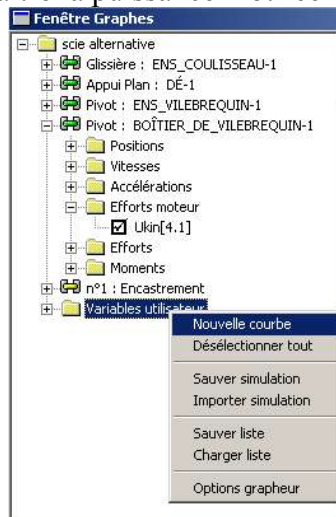 Fenêtre Graphes
scie alternative
Glissière : ENS_COULISSEAU-1
Appui Plan : DÉ-1
Pivot : ENS_VILEBREQUIN-1
Pivot : BOÎTIER_DE_VILEBREQUIN-1
Positions
Vitesses
Accélérations
Efforts moteur
Ukin[4.1]
Efforts
Moments
n°1 : Encastrement
Variables utilisateur
Nouvelle courbe
Désélectionner tout
Sauver simulation
Importer simulation
Sauver liste
Charger liste
Options grapheur